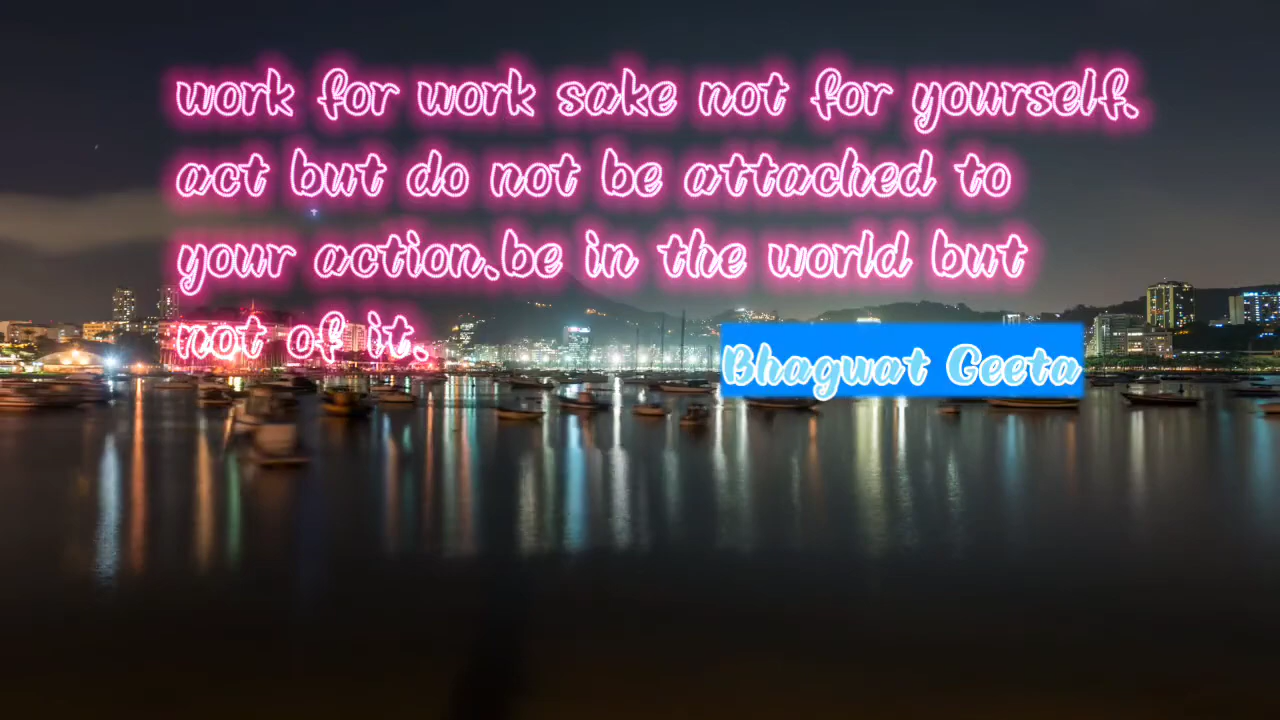 work for work sake not for yourself.
act but do not be attached to
your action.be in the world but
not of it.
Bhagwat Geeta